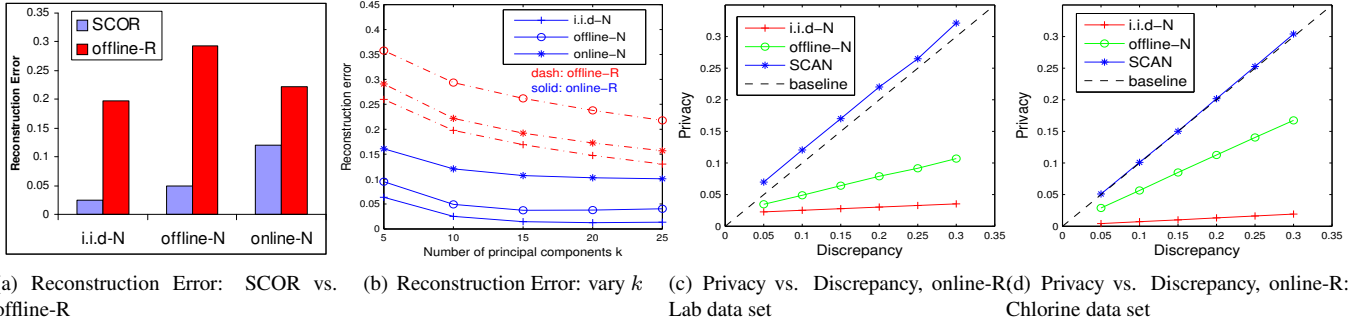 SCOR
offline-R
0.35
0.3
0.25
0.2
0.15
0.1
0.05
0
Reconstruction Error
i.i.d-N
offline-N
online-N
(a) Reconstruction Error: SCOR vs.
offline-R
0.5
0.45
0.4
0.35
0.3
0.25
0.2
0.15
0.1
0.05
0
Reconstruction error
i.i.d-N
offline-N
online-N
dash: offline-R
solid: online-R
5
10
15
20
25
Number of principal components k
(b) Reconstruction Error: vary k
0.3
0.25
0.2
0.15
0.1
0.05
0
Privacy
i.i.d-N
offline-N
SCAN
baseline
0
0.05
0.1
0.15
0.2
0.25
0.3
0.35
Discrepancy
(c) Privacy vs. Discrepancy, online-R:
Lab data set
0.3
0.25
0.2
0.15
0.1
0.05
0
Privacy
i.i.d-N
offline-N
SCAN
baseline
0
0.05
0.1
0.15
0.2
0.25
0.3
0.35
Discrepancy
(d) Privacy vs. Discrepancy, online-R:
Chlorine data set